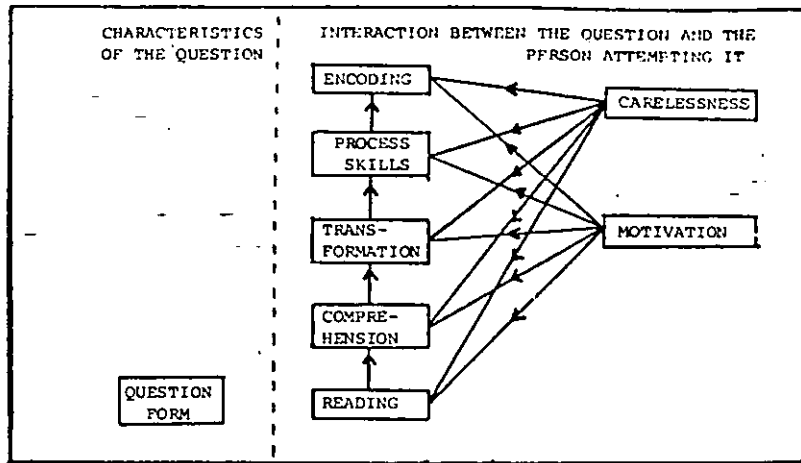 CHARACTERISTICS
OF THE QUESTION
INTERACTION BETWEEN THE QUESTION AND THE
PERSON ATTEMPTING IT
ENCODING
CARELESSNESS
PROCESS
SKILLS
TRANS-
FORMATION
MOTIVATION
COMPRE-
HENSION
QUESTION
FORM
READING